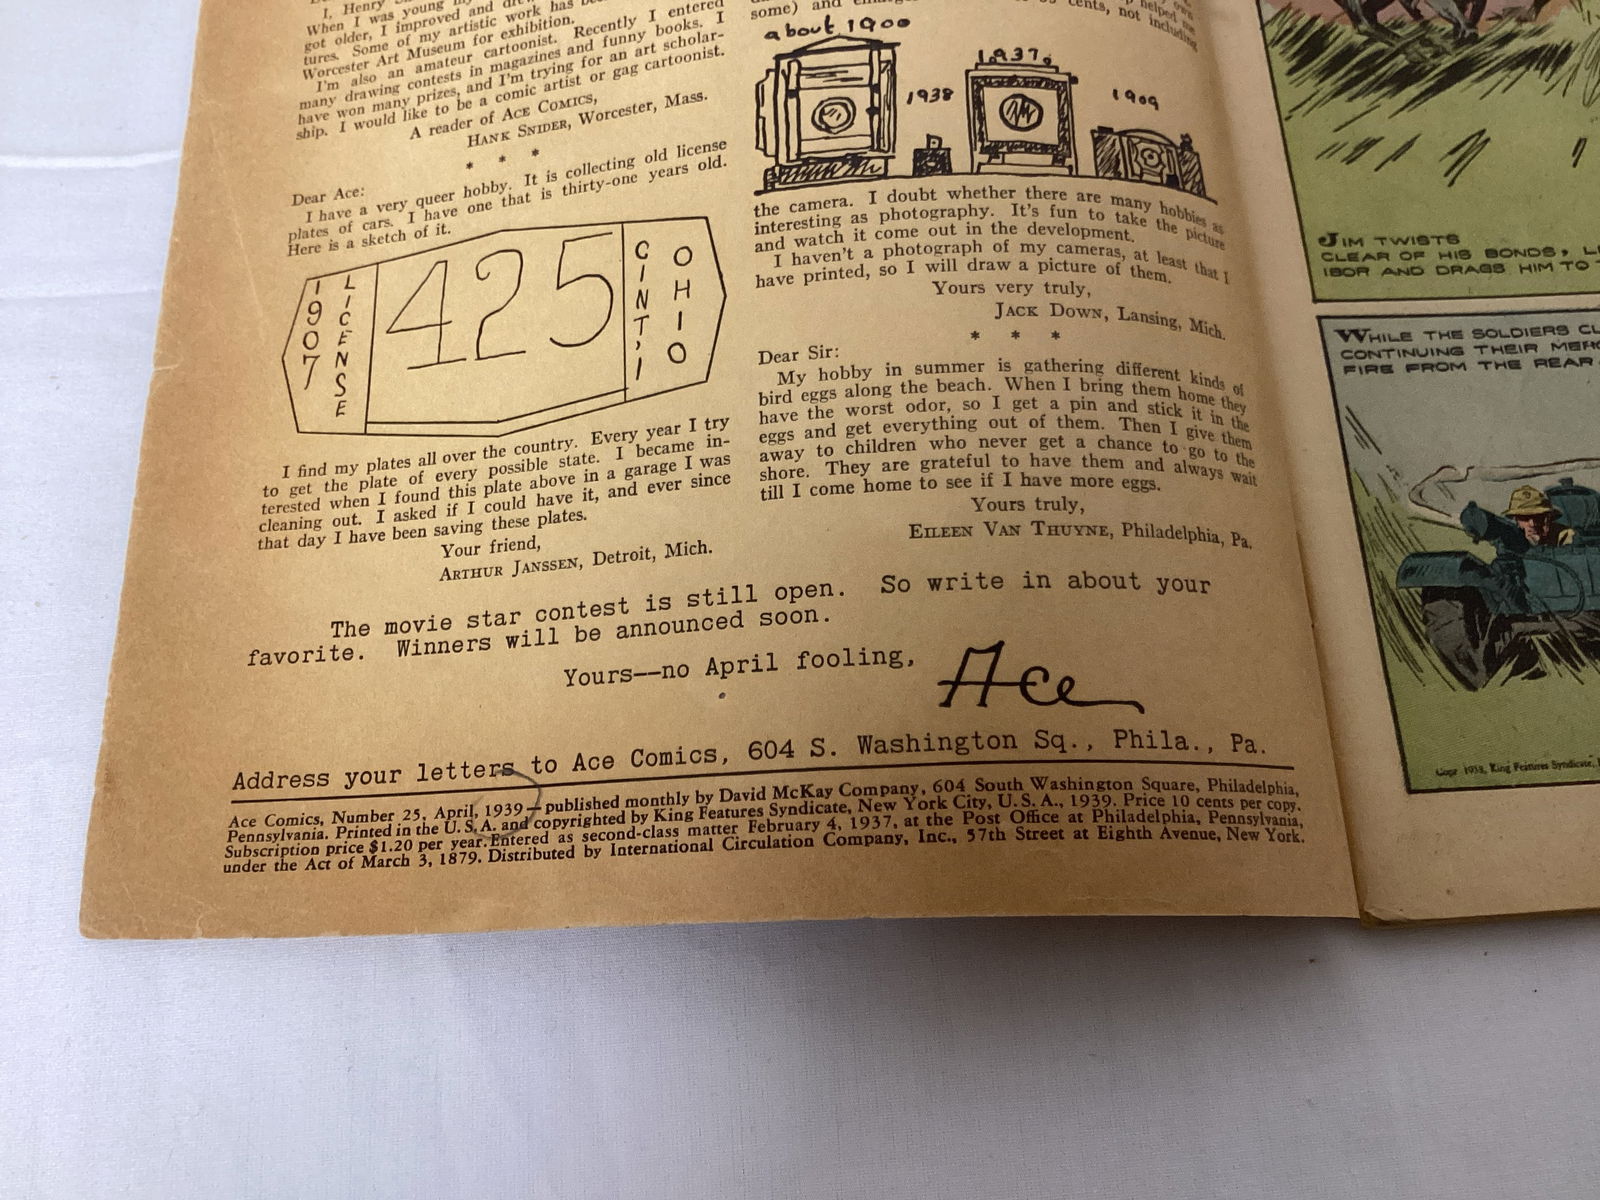 I, Henry
When I was young my
got older, I improved and drew
tures. Some of my artistic work has been
Worcester Art Museum for exhibition.
I'm also an amateur cartoonist. Recently I entered
many drawing contests in magazines and funny books. I
have won many prizes, and I'm trying for an art scholar-
ship. I would like to be a comic artist or gag cartoonist.
A reader of ACE COMICS,
HANK SNIDER, Worcester, Mass.
* * *
Dear Ace:
I have a very queer hobby. It is collecting old license
plates of cars. I have one that is thirty-one years old.
Here is a sketch of it.
1907
LICENSE
425
CINT'I
OHIO
I find my plates all over the country. Every year I try
to get the plate of every possible state. I became in-
terested when I found this plate above in a garage I was
cleaning out. I asked if I could have it, and ever since
that day I have been saving these plates.
Your friend,
ARTHUR JANSSEN, Detroit, Mich.
helped me
cents, not including
some) and
about 1900
1938
1937
1909
the camera. I doubt whether there are many hobbies as
interesting as photography. It's fun to take the picture
and watch it come out in the development.
I haven't a photograph of my cameras, at least that I
have printed, so I will draw a picture of them.
Yours very truly,
JACK DOWN, Lansing, Mich.
* * *
Dear Sir:
My hobby in summer is gathering different kinds of
bird eggs along the beach. When I bring them home they
have the worst odor, so I get a pin and stick it in the
eggs and get everything out of them. Then I give them
away to children who never get a chance to go to the
shore. They are grateful to have them and always wait
till I come home to see if I have more eggs.
Yours truly,
EILEEN VAN THUYNE, Philadelphia, Pa.
The movie star contest is still open. So write in about your
favorite. Winners will be announced soon.
Yours--no April fooling,
Ace
Address your letters to Ace Comics, 604 S. Washington Sq., Phila., Pa.
Ace Comics, Number 25, April, 1939—published monthly by David McKay Company, 604 South Washington Square, Philadelphia,
Pennsylvania. Printed in the U. S. A. and copyrighted by King Features Syndicate, New York City, U. S. A., 1939. Price 10 cents per copy.
Subscription price $1.20 per year. Entered as second-class matter February 4, 1937, at the Post Office at Philadelphia, Pennsylvania,
under the Act of March 3, 1879. Distributed by International Circulation Company, Inc., 57th Street at Eighth Avenue, New York.
JIM TWISTS
CLEAR OF HIS BONDS,
IBOR AND DRAGS HIM TO
WHILE THE SOLDIERS
CONTINUING THEIR
FIRE FROM THE REAR
Copr. 1938, King Features Syndicate,